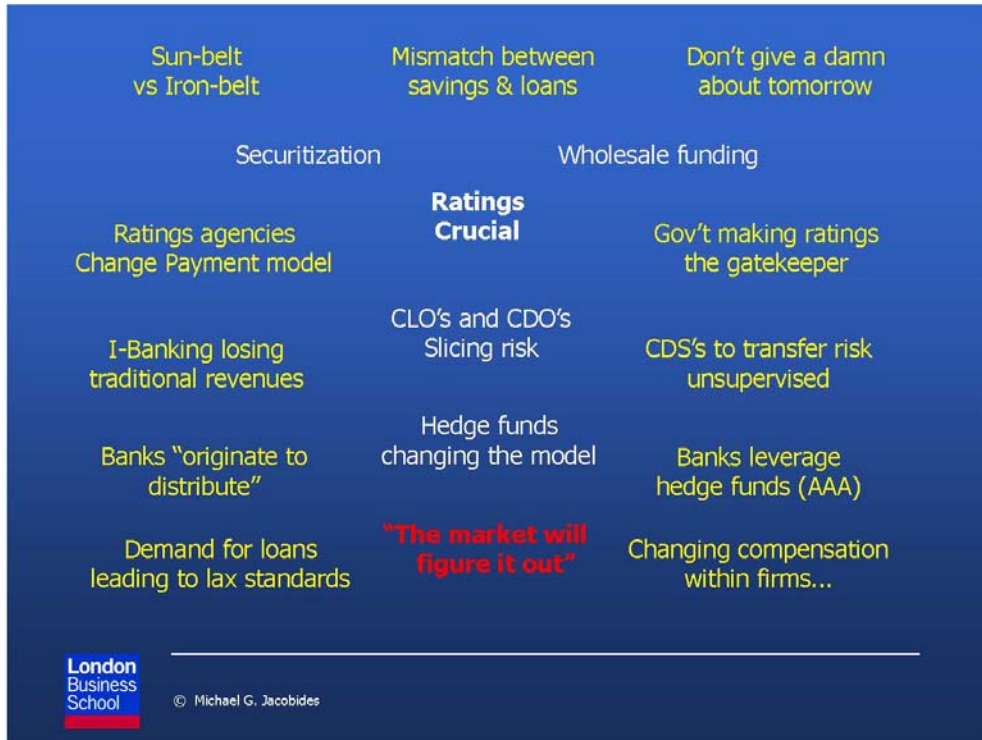 Sun-belt
vs Iron-belt
Mismatch between
savings & loans
Don't give a damn
about tomorrow
Securitization
Wholesale funding
Ratings
Crucial
Ratings agencies
Change Payment model
Gov't making ratings
the gatekeeper
CLO's and CDO's
Slicing risk
I-Banking losing
traditional revenues
CDS's to transfer risk
unsupervised
Hedge funds
changing the model
Banks "originate to
distribute"
Banks leverage
hedge funds (AAA)
"The market will
figure it out"
Demand for loans
leading to lax standards
Changing compensation
within firms...
London
Business
School
© Michael G. Jacobides